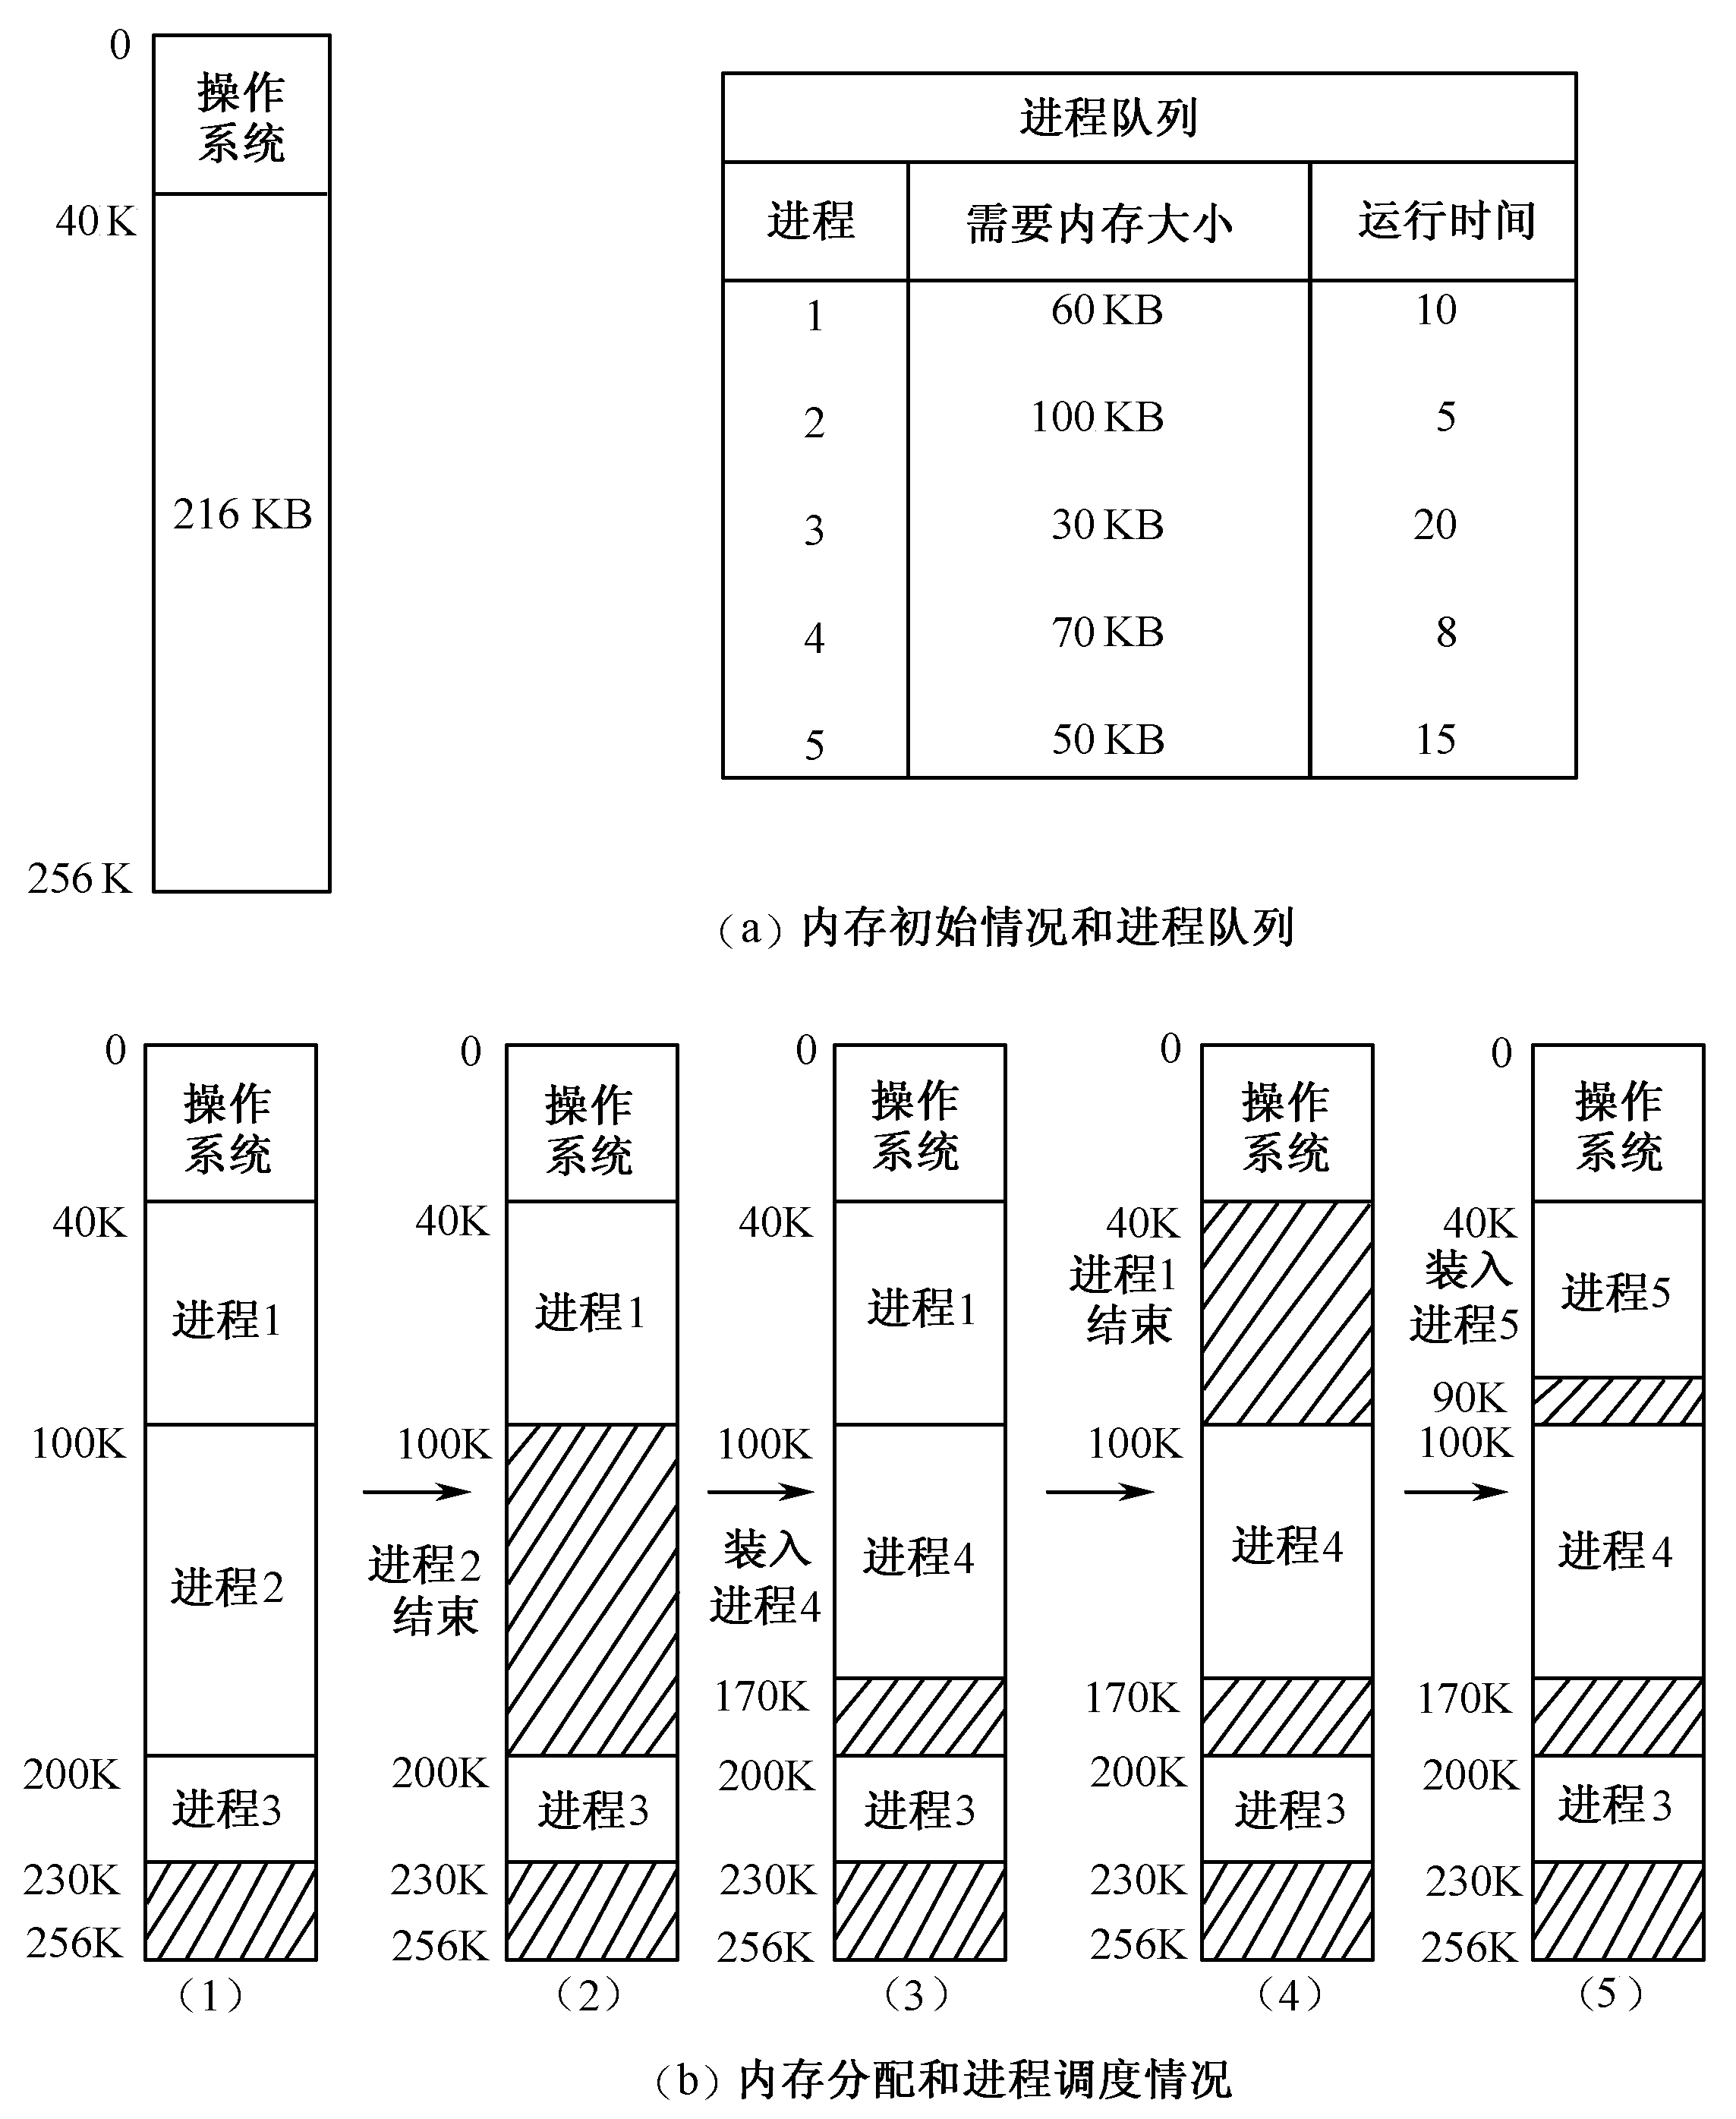 0
操作
系统
40K
216 KB
256K
进程队列
进程 需要内存大小 运行时间
1 60 KB 10
2 100 KB 5
3 30 KB 20
4 70 KB 8
5 50 KB 15
（a）内存初始情况和进程队列
0
操作
系统
40K
进程1
100K
进程2
200K
进程3
230K
256K
（1）
进程2
结束
0
操作
系统
40K
进程1
100K
200K
进程3
230K
256K
（2）
装入
进程4
0
操作
系统
40K
进程1
100K
进程4
170K
200K
进程3
230K
256K
（3）
0
操作
系统
40K
进程1
结束
100K
进程4
170K
200K
进程3
230K
256K
（4）
0
操作
系统
40K
装入
进程5
进程5
90K
100K
进程4
170K
200K
进程3
230K
256K
（5）
（b）内存分配和进程调度情况